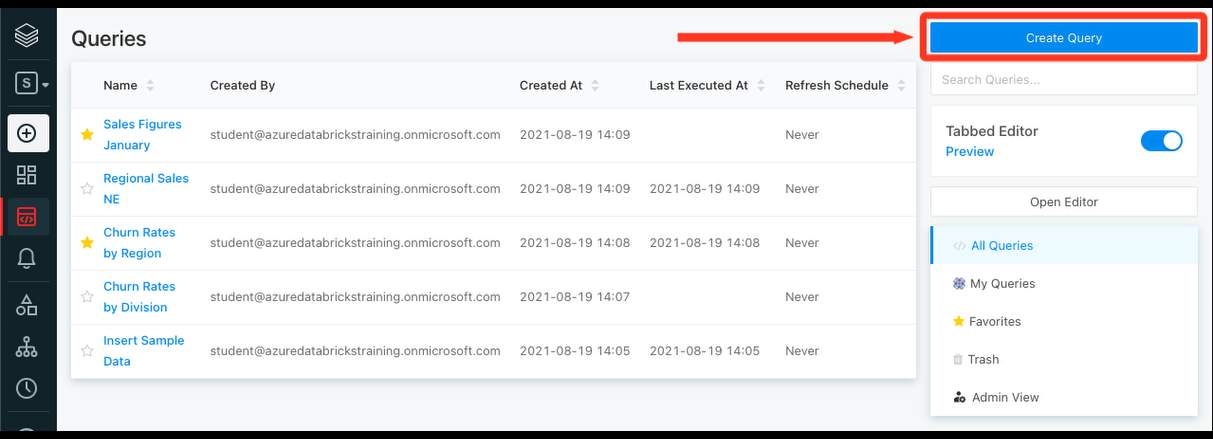 Queries
Create Query
S
Search Queries...
Name Created By Created At Last Executed At Refresh Schedule
Sales Figures
January
student@azuredatabrickstraining.onmicrosoft.com 2021-08-19 14:09 Never
Regional Sales
NE
student@azuredatabrickstraining.onmicrosoft.com 2021-08-19 14:09 2021-08-19 14:09 Never
Churn Rates
by Region
student@azuredatabrickstraining.onmicrosoft.com 2021-08-19 14:08 2021-08-19 14:08 Never
Churn Rates
by Division
student@azuredatabrickstraining.onmicrosoft.com 2021-08-19 14:07 Never
Insert Sample
Data
student@azuredatabrickstraining.onmicrosoft.com 2021-08-19 14:05 2021-08-19 14:05 Never
Tabbed Editor
Preview
Open Editor
All Queries
My Queries
Favorites
Trash
Admin View